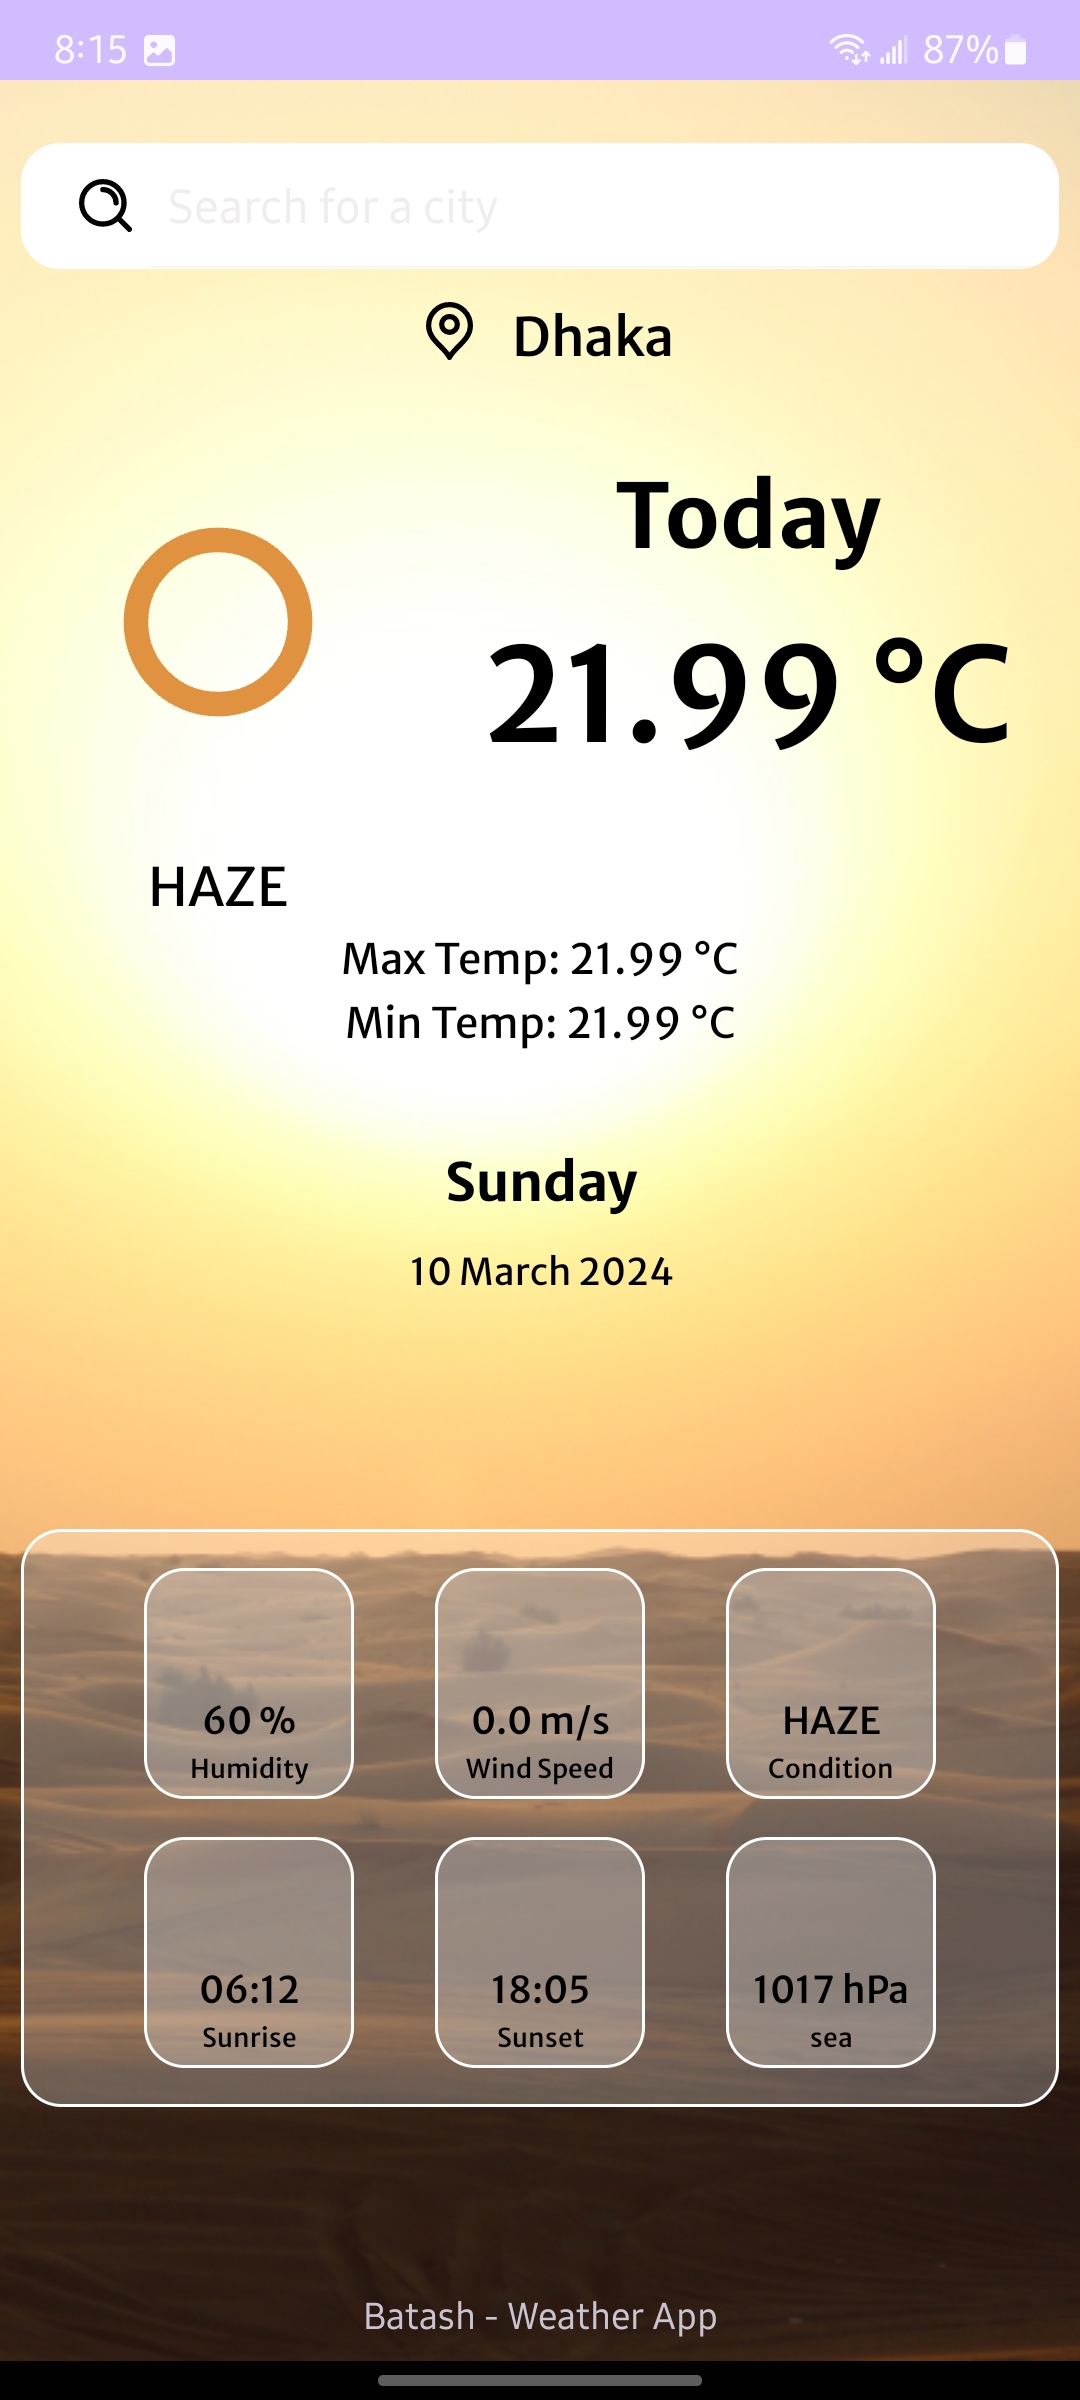 8:15 87%
Search for a city
Dhaka
Today
21.99 °C
HAZE
Max Temp: 21.99 °C
Min Temp: 21.99 °C
Sunday
10 March 2024
60 % 0.0 m/s HAZE
Humidity Wind Speed Condition
06:12 18:05 1017 hPa
Sunrise Sunset sea
Batash - Weather App